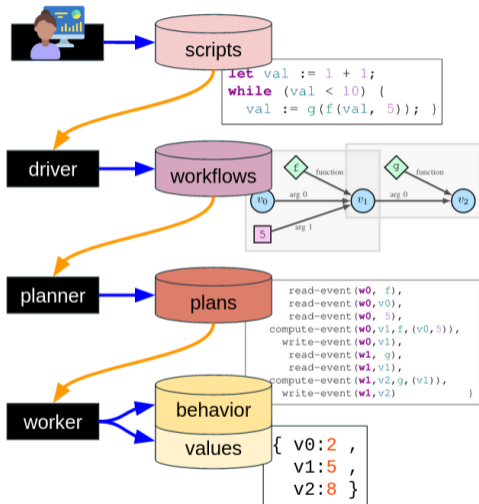 scripts
let val := 1 + 1;
while (val < 10) {
val := g(f(val, 5)); }
driver
workflows
f
function
g
function
v0
arg 0
v1
arg 0
v2
5
arg 1
planner
plans
read-event(w0, f),
read-event(w0,v0),
read-event(w0, 5),
compute-event(w0,v1,f,(v0,5)),
write-event(w0,v1),
read-event(w1, g),
read-event(w1,v1),
compute-event(w1,v2,g,(v1)),
write-event(w1,v2) }
worker
behavior
values
{ v0:2 ,
v1:5 ,
v2:8 }